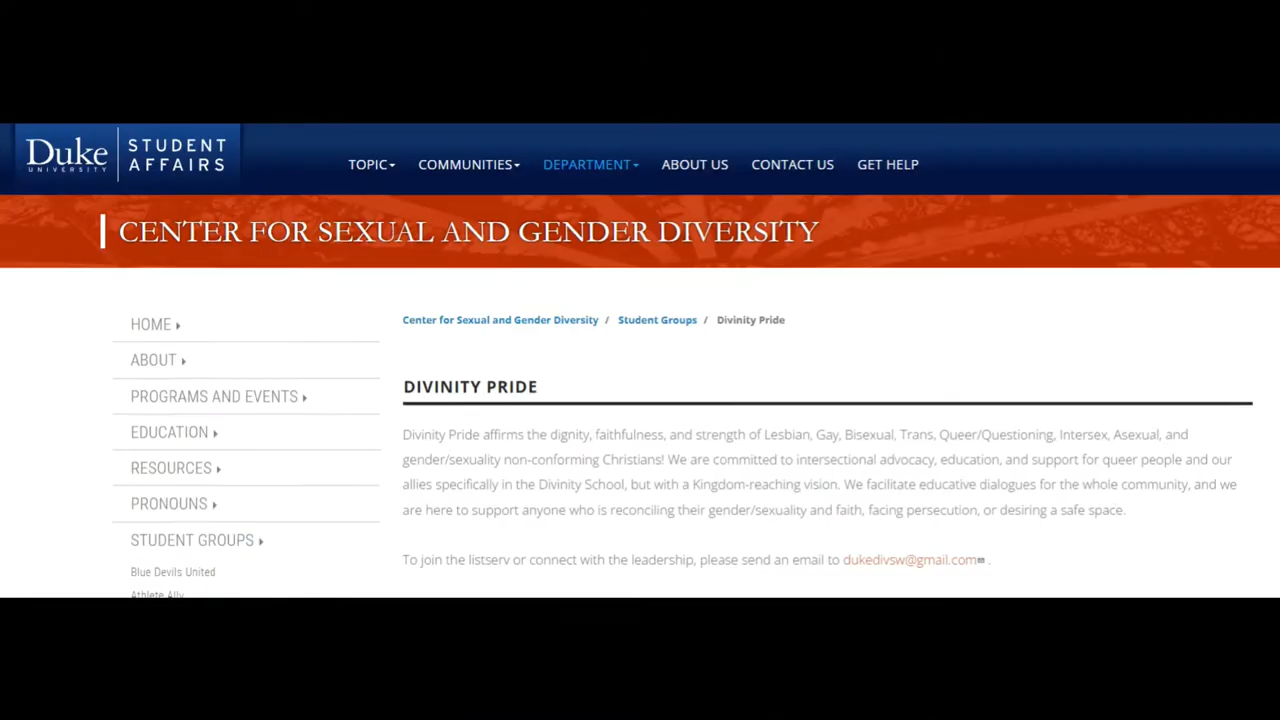 Duke UNIVERSITY STUDENT AFFAIRS
TOPIC COMMUNITIES DEPARTMENT ABOUT US CONTACT US GET HELP
CENTER FOR SEXUAL AND GENDER DIVERSITY
HOME
ABOUT
PROGRAMS AND EVENTS
EDUCATION
RESOURCES
PRONOUNS
STUDENT GROUPS
Blue Devils United
Athlete Ally
Center for Sexual and Gender Diversity / Student Groups / Divinity Pride
DIVINITY PRIDE
Divinity Pride affirms the dignity, faithfulness, and strength of Lesbian, Gay, Bisexual, Trans, Queer/Questioning, Intersex, Asexual, and
gender/sexuality non-conforming Christians! We are committed to intersectional advocacy, education, and support for queer people and our
allies specifically in the Divinity School, but with a Kingdom-reaching vision. We facilitate educative dialogues for the whole community, and we
are here to support anyone who is reconciling their gender/sexuality and faith, facing persecution, or desiring a safe space.
To join the listserv or connect with the leadership, please send an email to dukedivsw@gmail.com .